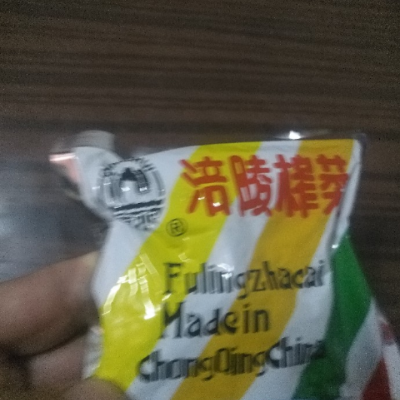 涪陵榨菜
®
Fulingzhacai
Made in
ChongQingChina